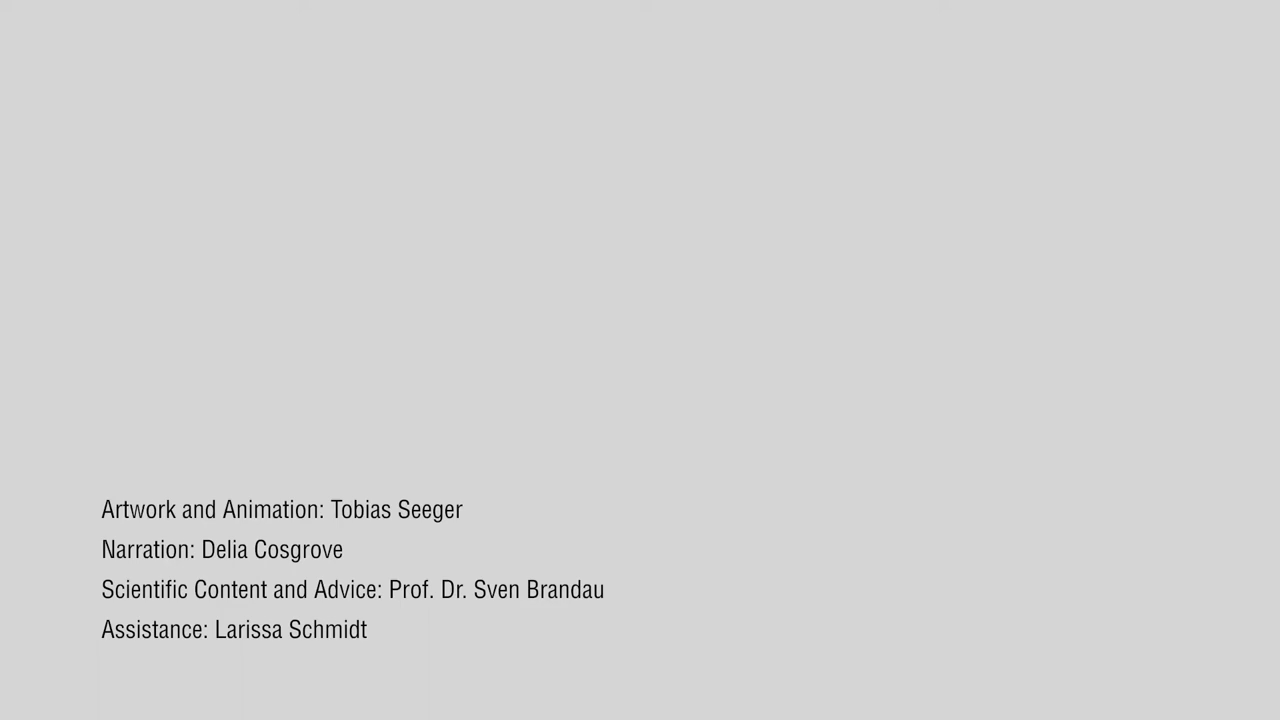 Artwork and Animation: Tobias Seeger
Narration: Delia Cosgrove
Scientific Content and Advice: Prof. Dr. Sven Brandau
Assistance: Larissa Schmidt